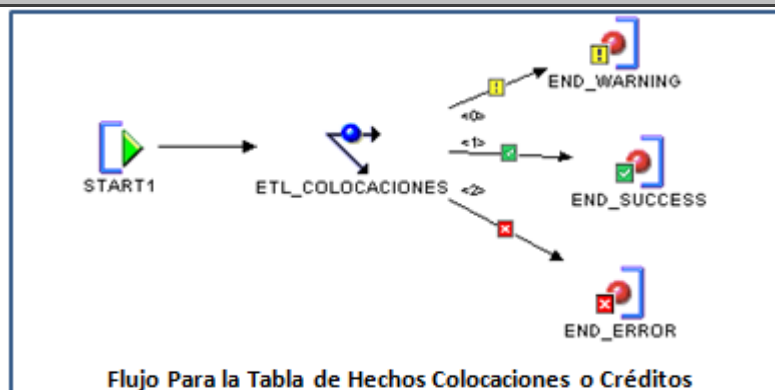 END_WARNING
<0>
<1>
START1
ETL_COLOCACIONES
<2>
END_SUCCESS
END_ERROR
Flujo Para la Tabla de Hechos Colocaciones o Créditos